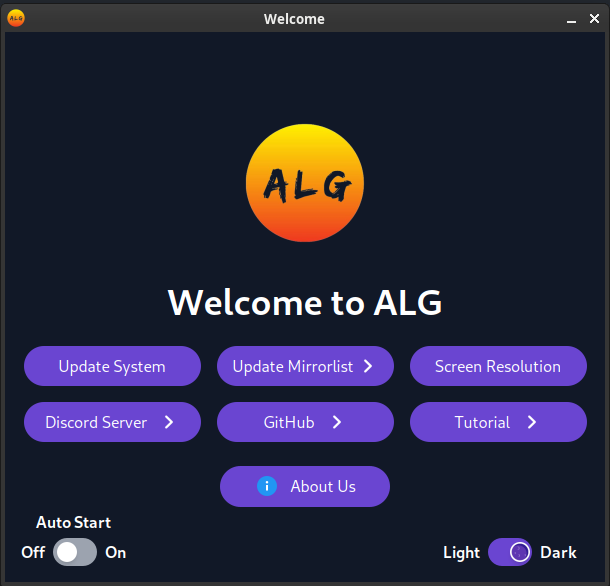 ALG
Welcome
ALG
Welcome to ALG
Update System
Update Mirrorlist
Screen Resolution
Discord Server
GitHub
Tutorial
i About Us
Auto Start
Off
On
Light
Dark